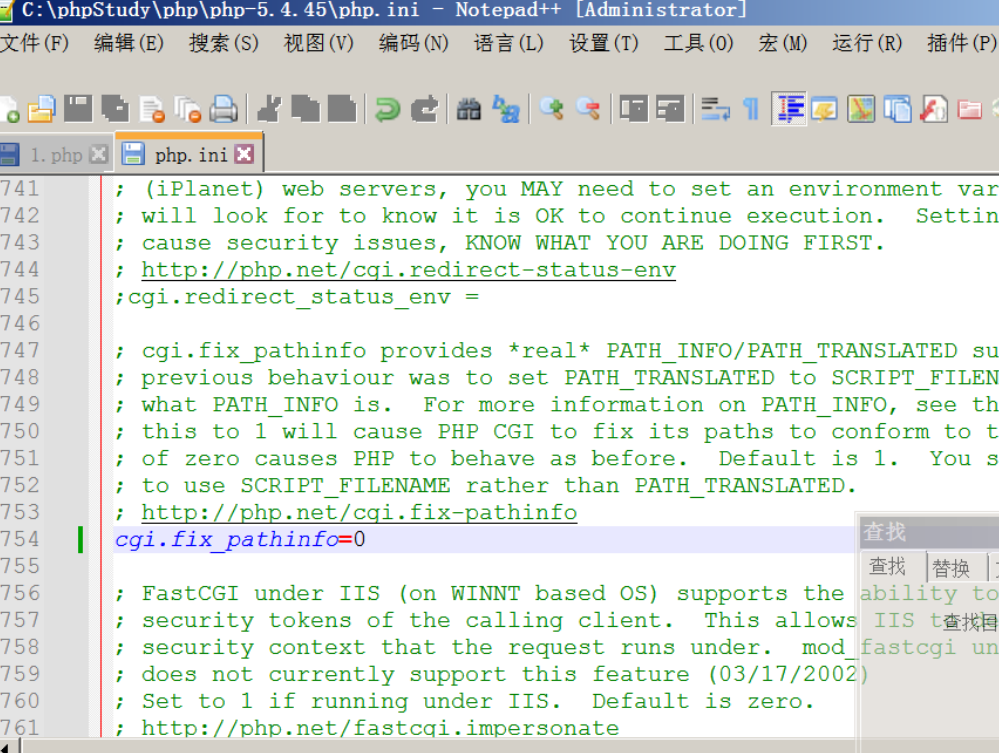 C:\phpStudy\php\php-5.4.45\php.ini - Notepad++ [Administrator]
文件(F) 编辑(E) 搜索(S) 视图(V) 编码(N) 语言(L) 设置(T) 工具(O) 宏(M) 运行(R) 插件(P)
1.php php.ini
741 ; (iPlanet) web servers, you MAY need to set an environment var
742 ; will look for to know it is OK to continue execution.  Settin
743 ; cause security issues, KNOW WHAT YOU ARE DOING FIRST.
744 ; http://php.net/cgi.redirect-status-env
745 ;cgi.redirect_status_env =
746
747 ; cgi.fix_pathinfo provides *real* PATH_INFO/PATH_TRANSLATED su
748 ; previous behaviour was to set PATH_TRANSLATED to SCRIPT_FILEN
749 ; what PATH_INFO is.  For more information on PATH_INFO, see th
750 ; this to 1 will cause PHP CGI to fix its paths to conform to t
751 ; of zero causes PHP to behave as before.  Default is 1.  You s
752 ; to use SCRIPT_FILENAME rather than PATH_TRANSLATED.
753 ; http://php.net/cgi.fix-pathinfo
754 cgi.fix_pathinfo=0
755
756 ; FastCGI under IIS (on WINNT based OS) supports the ability to
757 ; security tokens of the calling client.  This allows IIS t
758 ; security context that the request runs under.  mod_fastcgi un
759 ; does not currently support this feature (03/17/2002)
760 ; Set to 1 if running under IIS.  Default is zero.
761 ; http://php.net/fastcgi.impersonate
查找
查找 替换
查找目